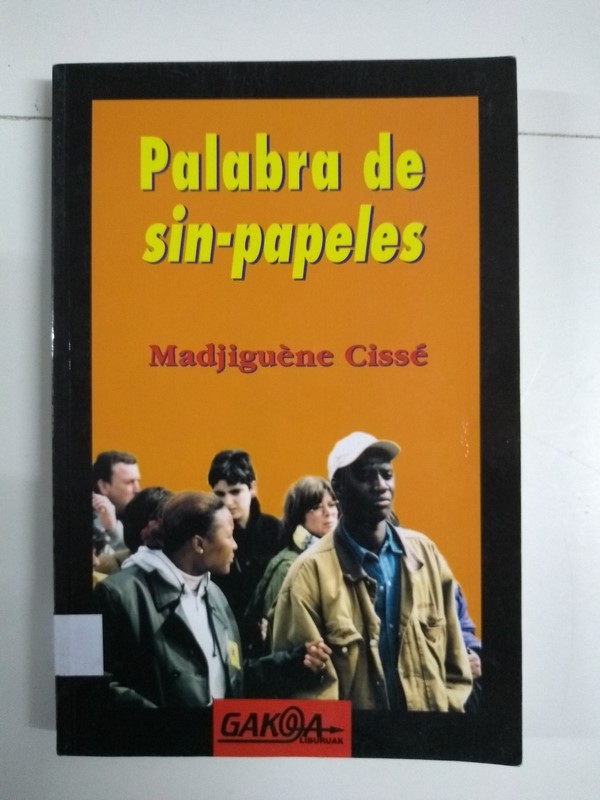 Palabra de
sin-papeles
Madjiguène Cissé
GAKOA
LIBURUAK